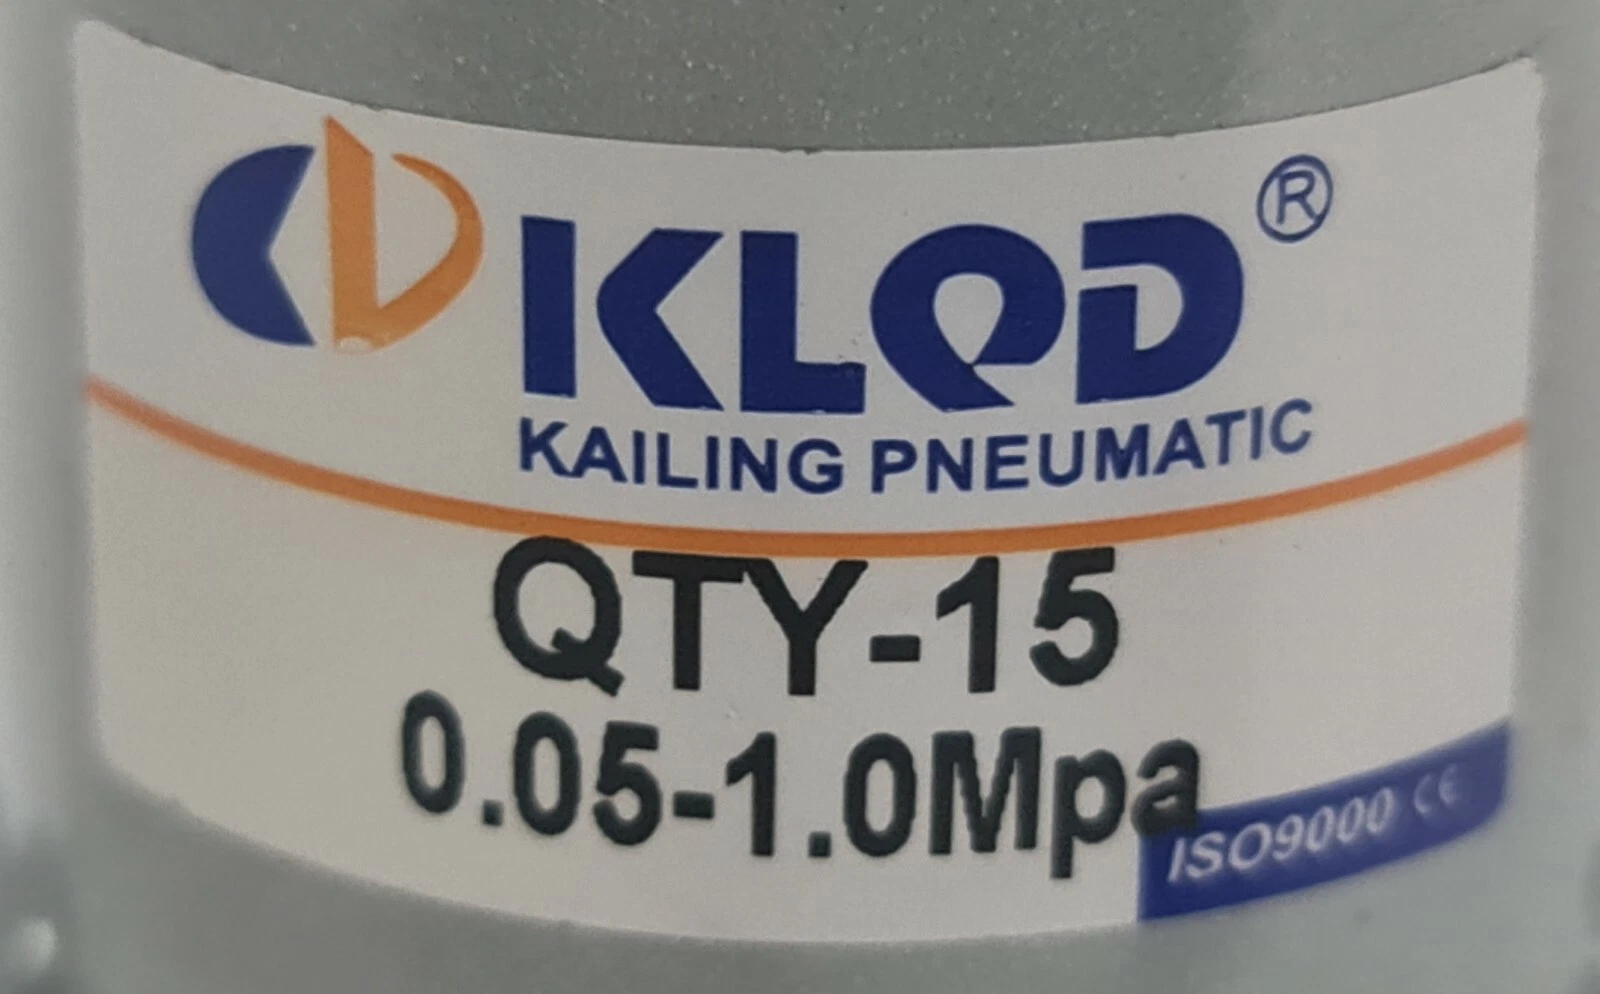 KLQD®
KAILING PNEUMATIC
QTY-15
0.05-1.0Mpa
ISO9000 CE